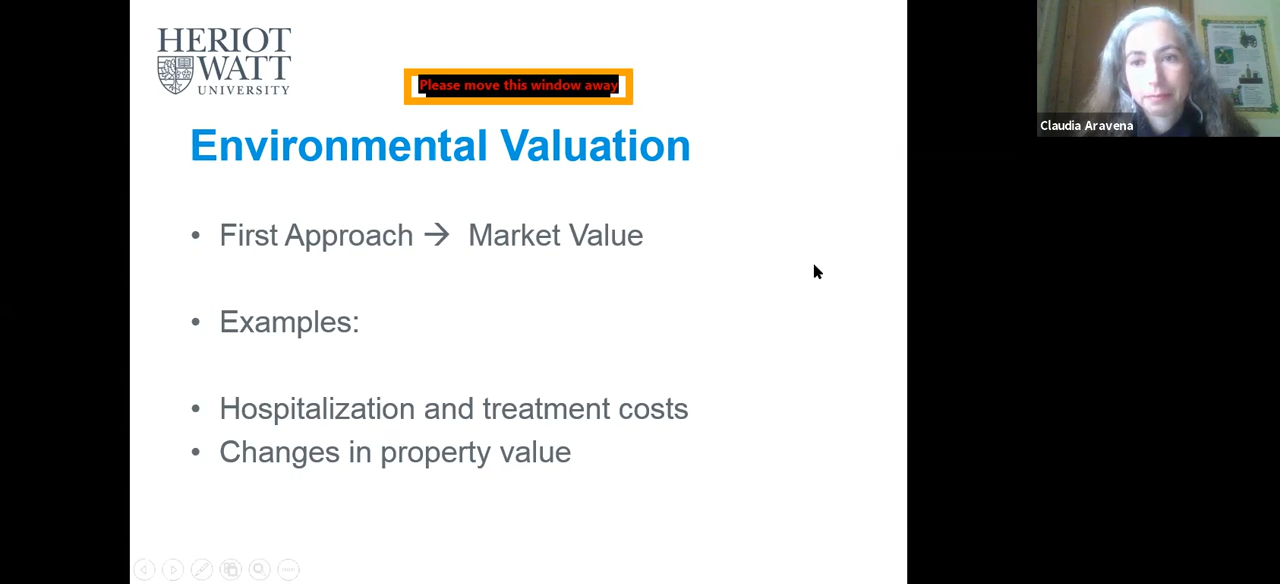 HERIOT
WATT
UNIVERSITY
Please move this window away
Claudia Aravena
Environmental Valuation
• First Approach → Market Value
• Examples:
• Hospitalization and treatment costs
• Changes in property value